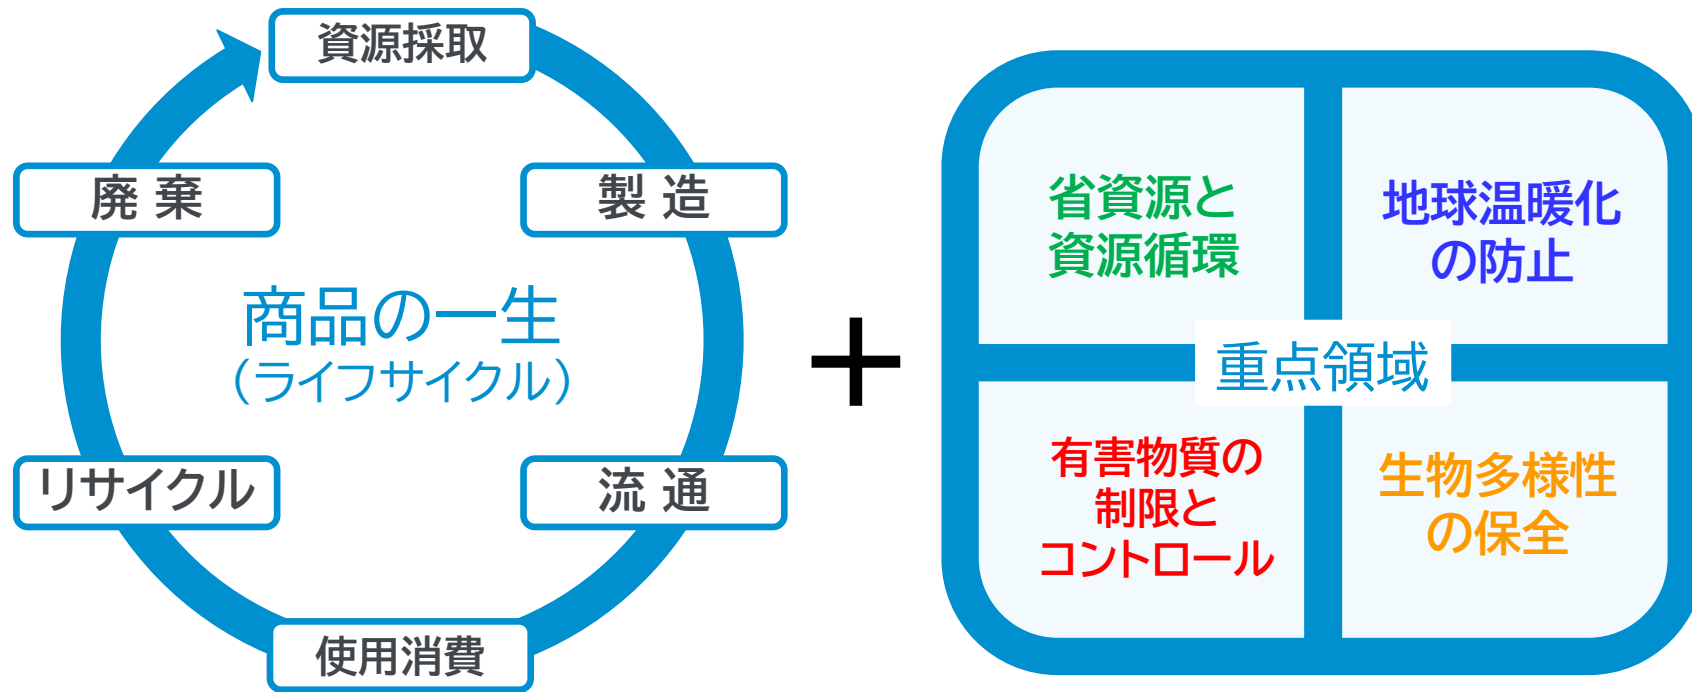 資源採取
製 造
流 通
使用消費
リサイクル
廃 棄
商品の一生
（ライフサイクル）
＋
省資源と
資源循環
地球温暖化
の防止
重点領域
有害物質の
制限と
コントロール
生物多様性
の保全